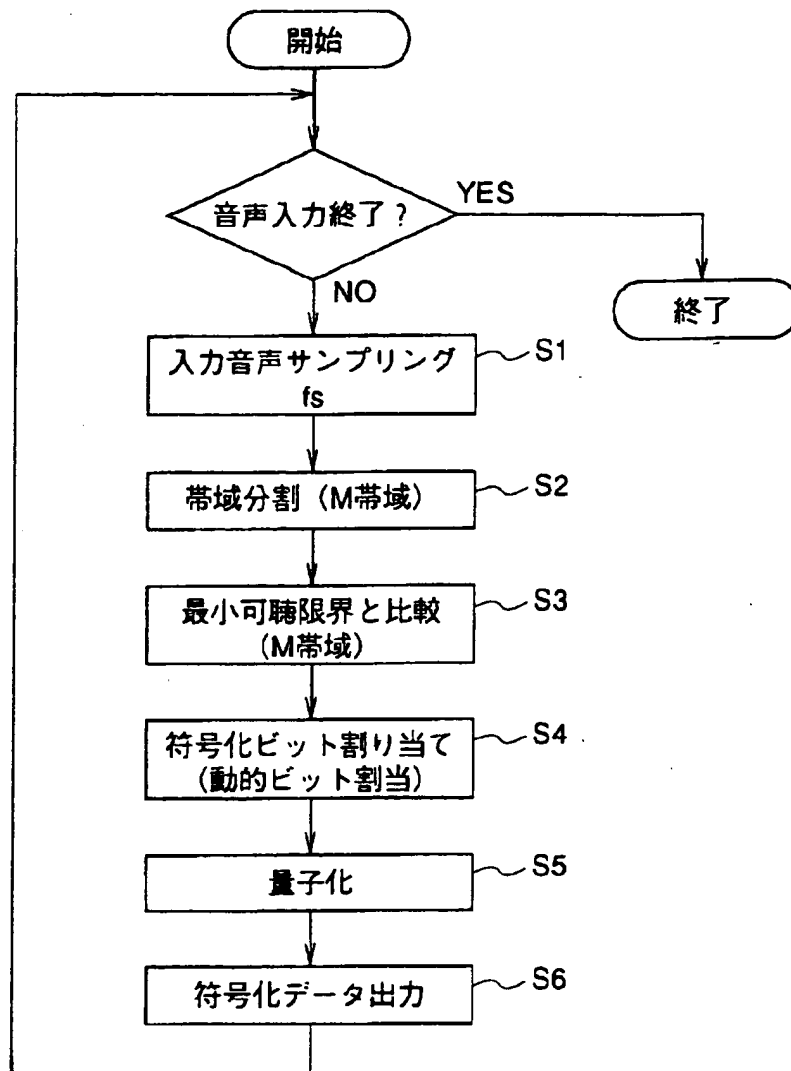 開始
音声入力終了?
YES
NO
終了
入力音声サンプリング
fs
S1
帯域分割(M帯域)
S2
最小可聴限界と比較
(M帯域)
S3
符号化ビット割り当て
(動的ビット割当)
S4
量子化
S5
符号化データ出力
S6